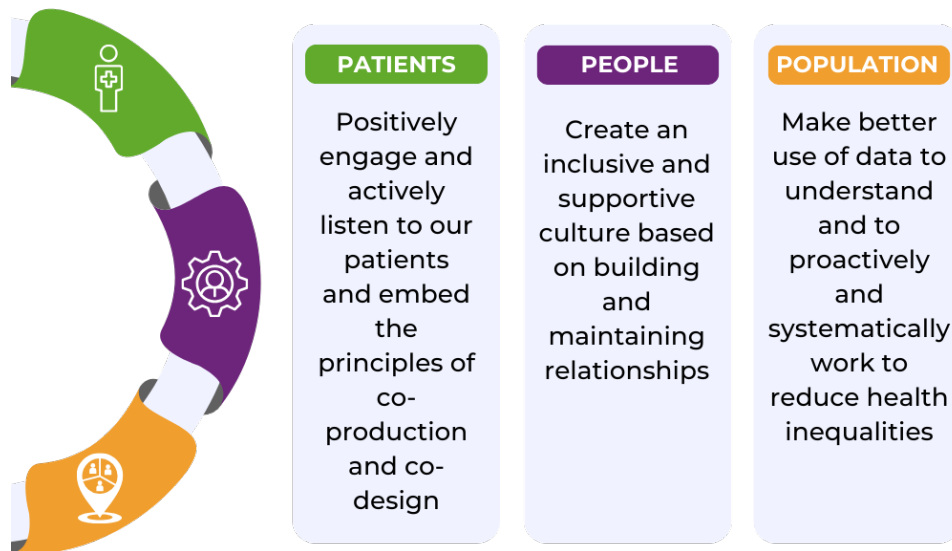 PATIENTS
Positively
engage and
actively
listen to our
patients
and embed
the
principles of
co-
production
and co-
design
PEOPLE
Create an
inclusive and
supportive
culture based
on building
and
maintaining
relationships
POPULATION
Make better
use of data to
understand
and to
proactively
and
systematically
work to
reduce health
inequalities